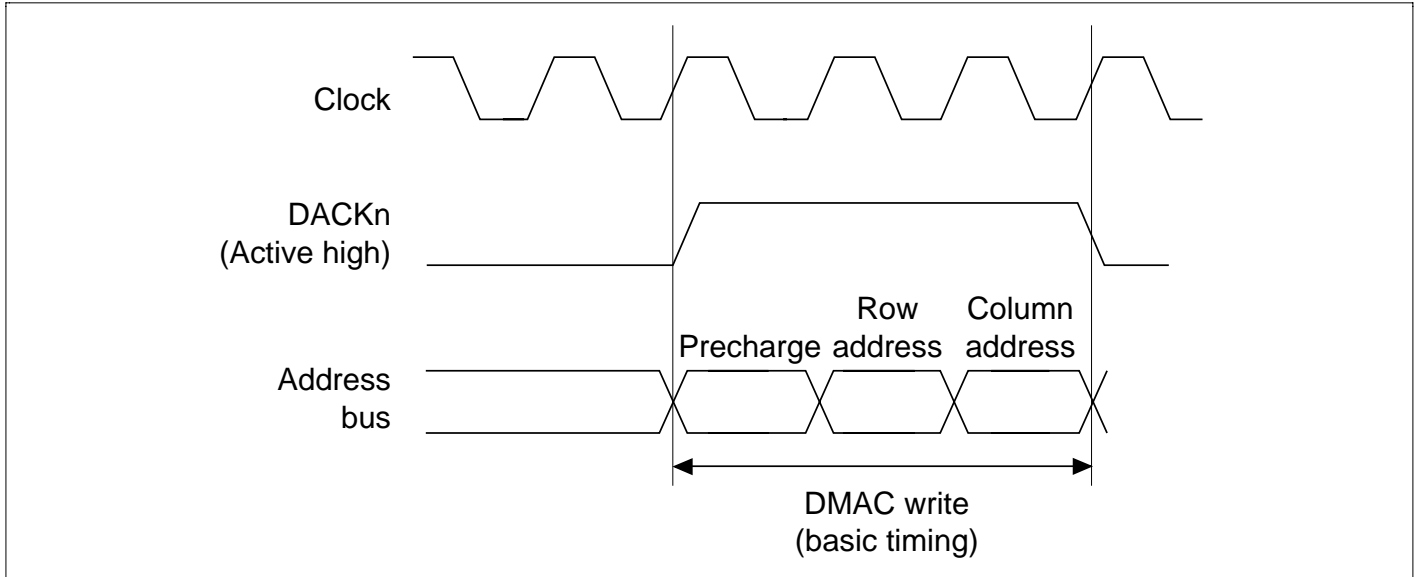 Clock
DACKn
(Active high)
Row Column
Precharge address address
Address
bus
DMAC write
(basic timing)